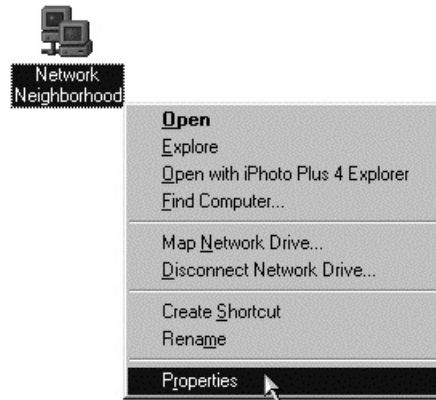 Network
Neighborhood
Open
Explore
Open with iPhoto Plus 4 Explorer
Find Computer...
Map Network Drive...
Disconnect Network Drive...
Create Shortcut
Rename
Properties